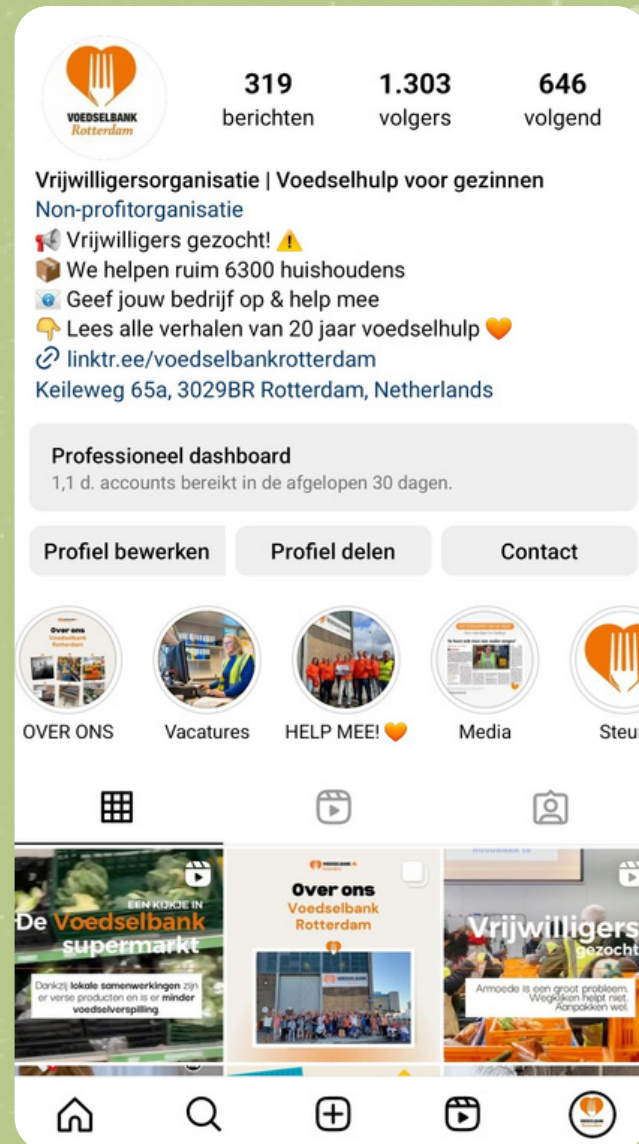 VOEDSELBANK
Rotterdam
319
berichten
1.303
volgers
646
volgend
Vrijwilligersorganisatie | Voedselhulp voor gezinnen
Non-profitorganisatie
📢 Vrijwilligers gezocht! ⚠️
📦 We helpen ruim 6300 huishoudens
📧 Geef jouw bedrijf op & help mee
👇 Lees alle verhalen van 20 jaar voedselhulp 🧡
linktr.ee/voedselbankrotterdam
Keileweg 65a, 3029BR Rotterdam, Netherlands
Professioneel dashboard
1,1 d. accounts bereikt in de afgelopen 30 dagen.
Profiel bewerken
Profiel delen
Contact
Over ons
Voedselbank
Rotterdam
OVER ONS
Vacatures
HELP MEE! 🧡
Media
Steu
EEN KIJKJE IN
De Voedselbank
supermarkt
Dankzij lokale samenwerkingen zijn
er verse producten en is er minder
voedselverspilling
Over ons
Voedselbank
Rotterdam
Vrijwilligers
gezocht
Armoede is een groot probleem.
Wegkijken helpt niet.
Aanpakken wel.